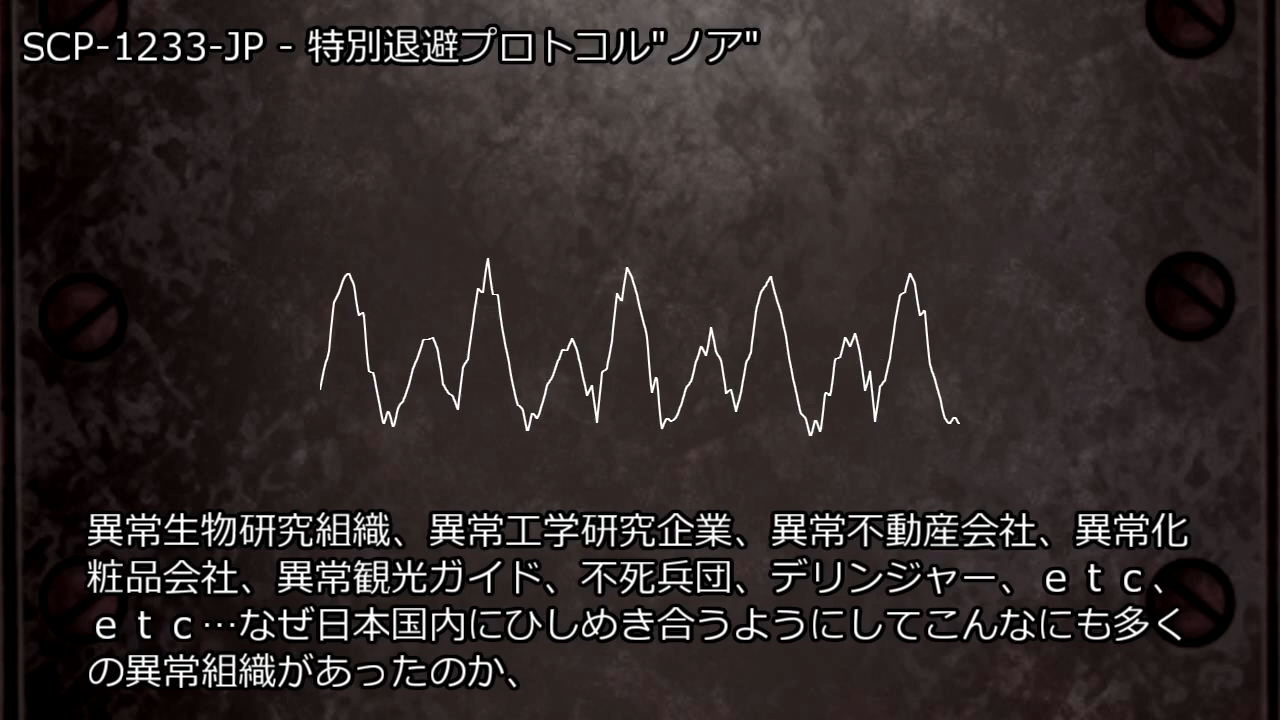 SCP-1233-JP - 特別退避プロトコル"ノア"
異常生物研究組織、異常工学研究企業、異常不動産会社、異常化
粧品会社、異常観光ガイド、不死兵団、デリンジャー、ｅｔｃ、
ｅｔｃ…なぜ日本国内にひしめき合うようにしてこんなにも多く
の異常組織があったのか、